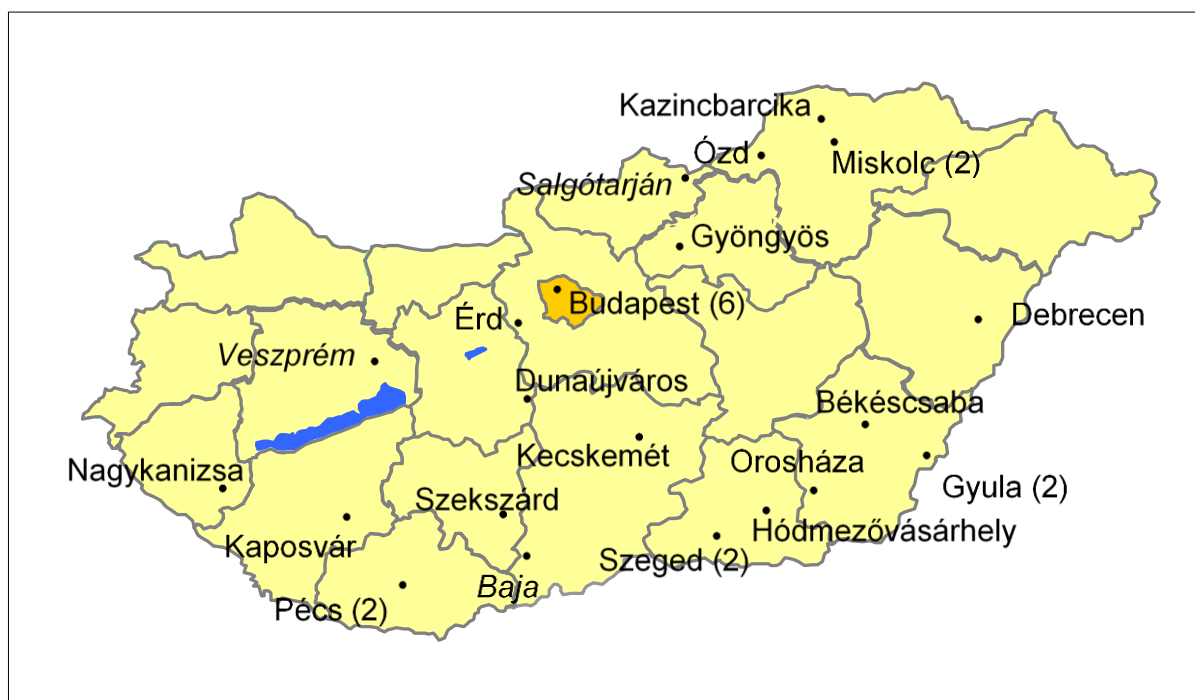 Kazincbarcika
Ózd
Miskolc (2)
Salgótarján
Gyöngyös
Budapest (6)
Érd
Debrecen
Veszprém
Dunaújváros
Békéscsaba
Kecskemét
Orosháza
Nagykanizsa
Gyula (2)
Szekszárd
Hódmezővásárhely
Kaposvár
Szeged (2)
Baja
Pécs (2)